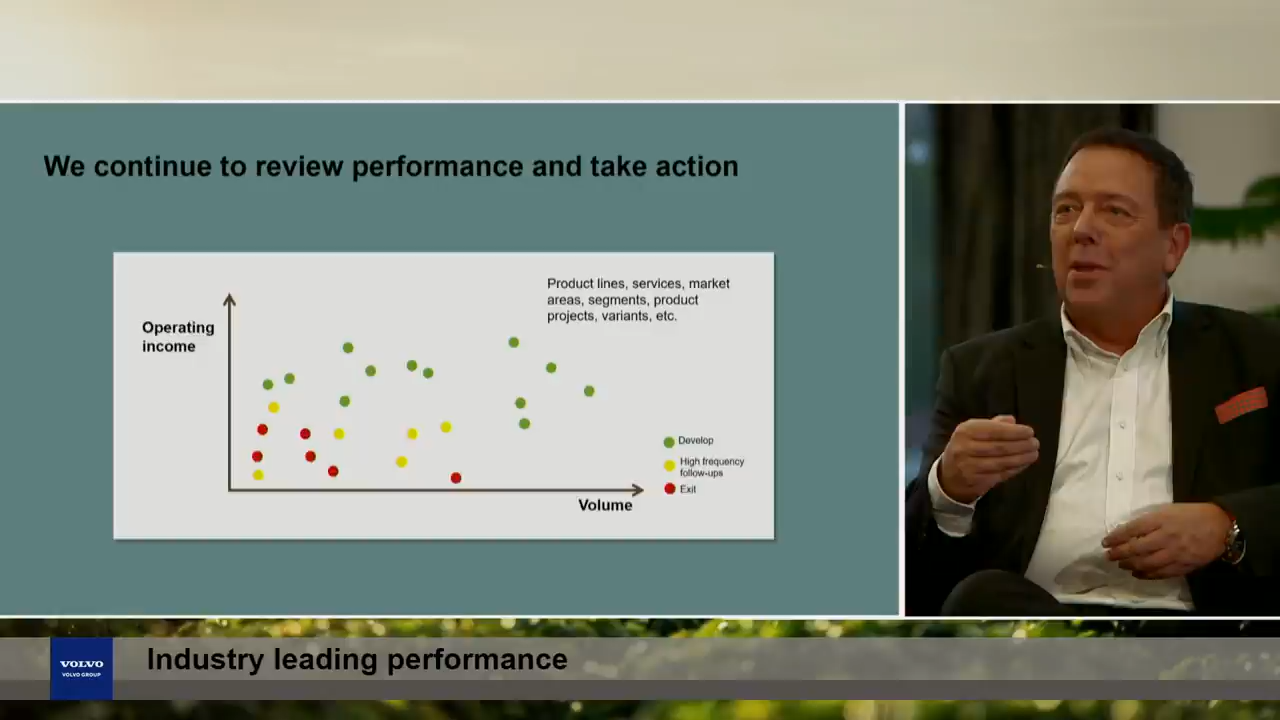 We continue to review performance and take action
Product lines, services, market
areas, segments, product
projects, variants, etc.
Operating
income
Develop
High frequency
follow-ups
Exit
Volume
VOLVO
VOLVO GROUP
Industry leading performance